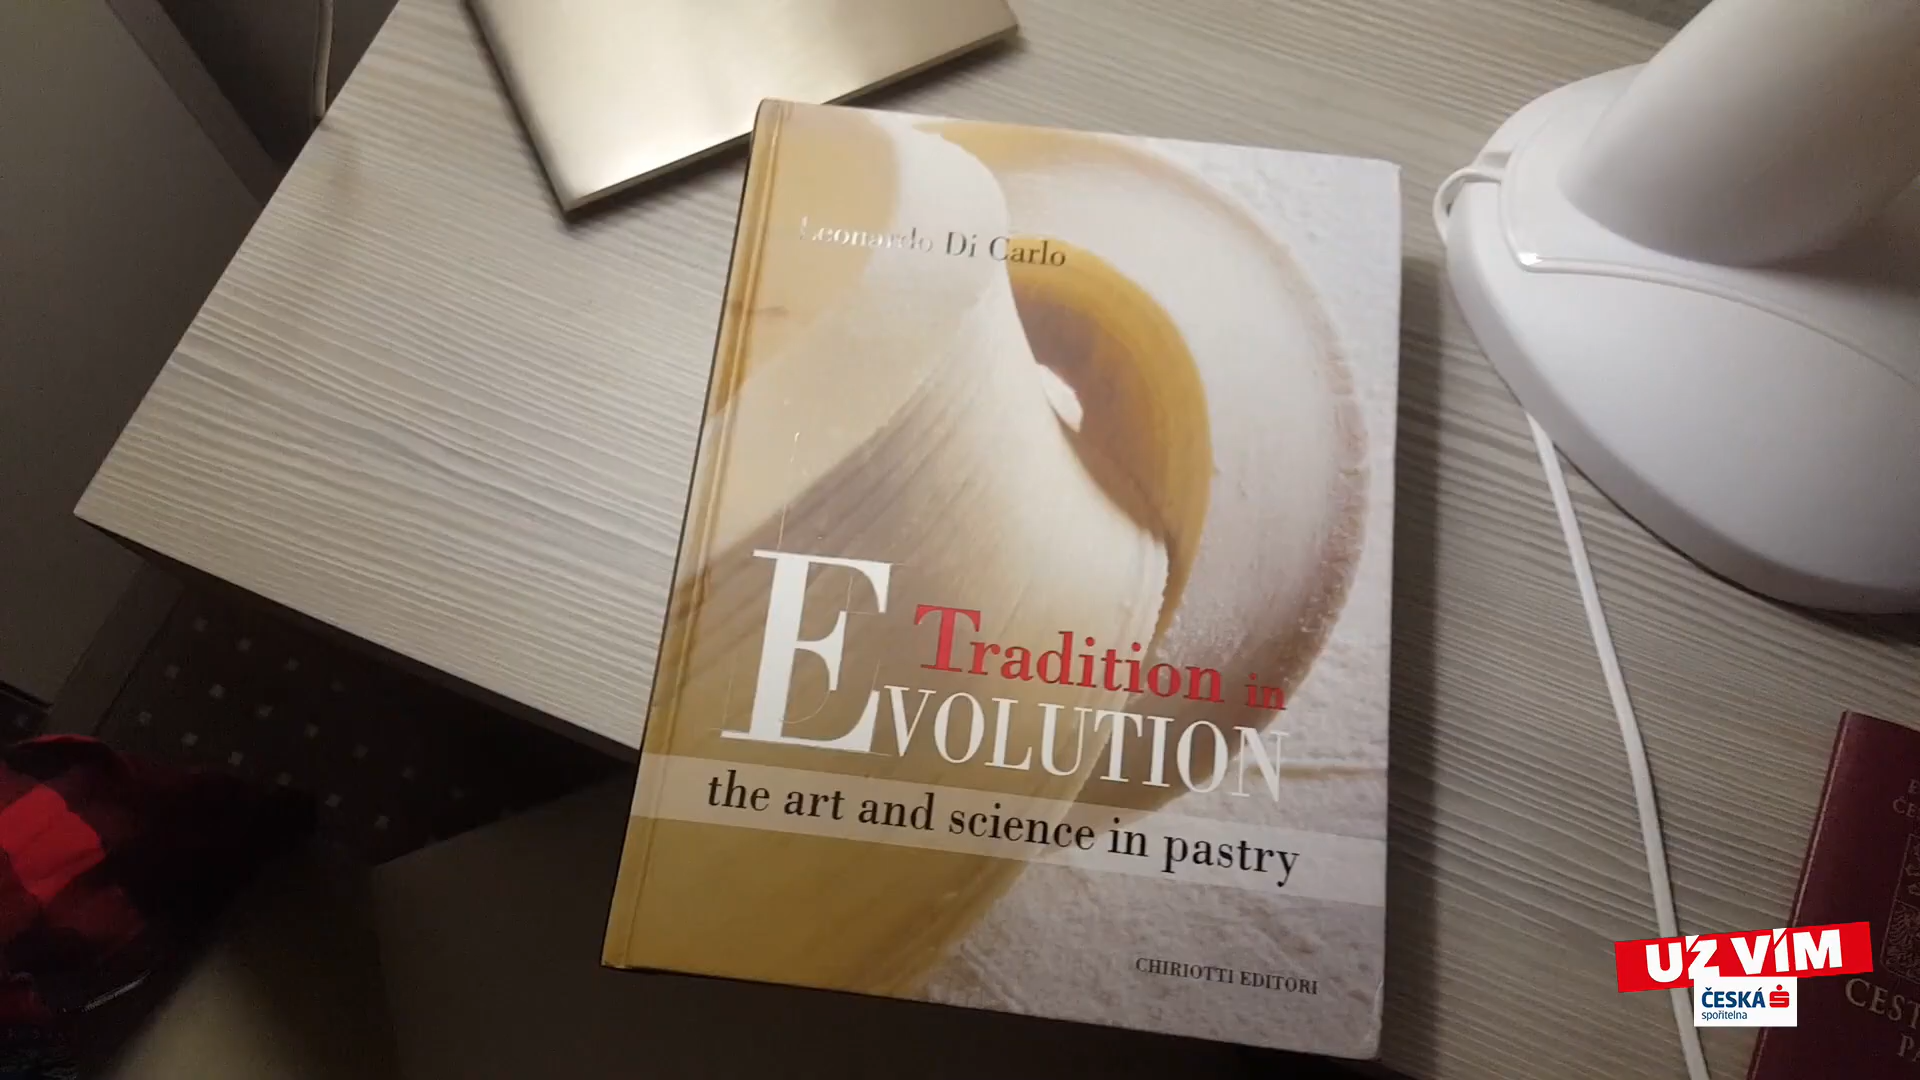 Leonardo Di Carlo
Tradition in
EVOLUTION
the art and science in pastry
CHIRIOTTI EDITORI
UŽ VÍM
ČESKÁ
spořitelna